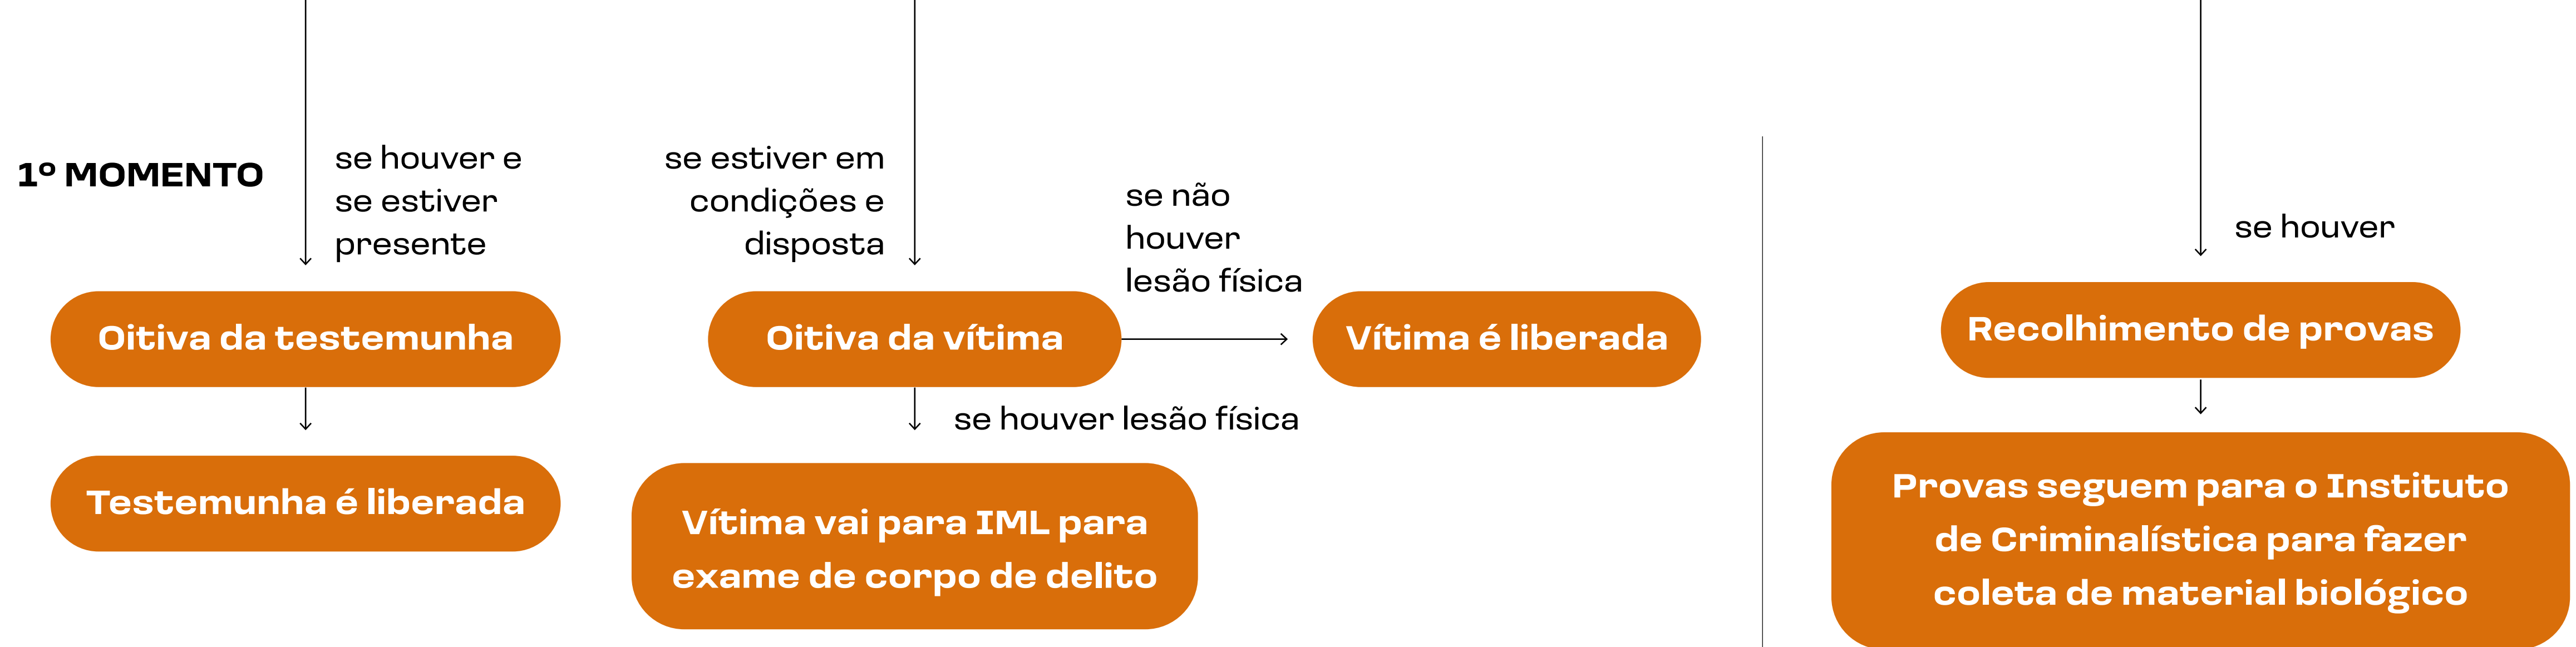 1º MOMENTO
se houver e
se estiver
presente
Oitiva da testemunha
Testemunha é liberada
se estiver em
condições e
disposta
Oitiva da vítima
se não
houver
lesão física
Vítima é liberada
se houver lesão física
Vítima vai para IML para
exame de corpo de delito
se houver
Recolhimento de provas
Provas seguem para o Instituto
de Criminalística para fazer
coleta de material biológico